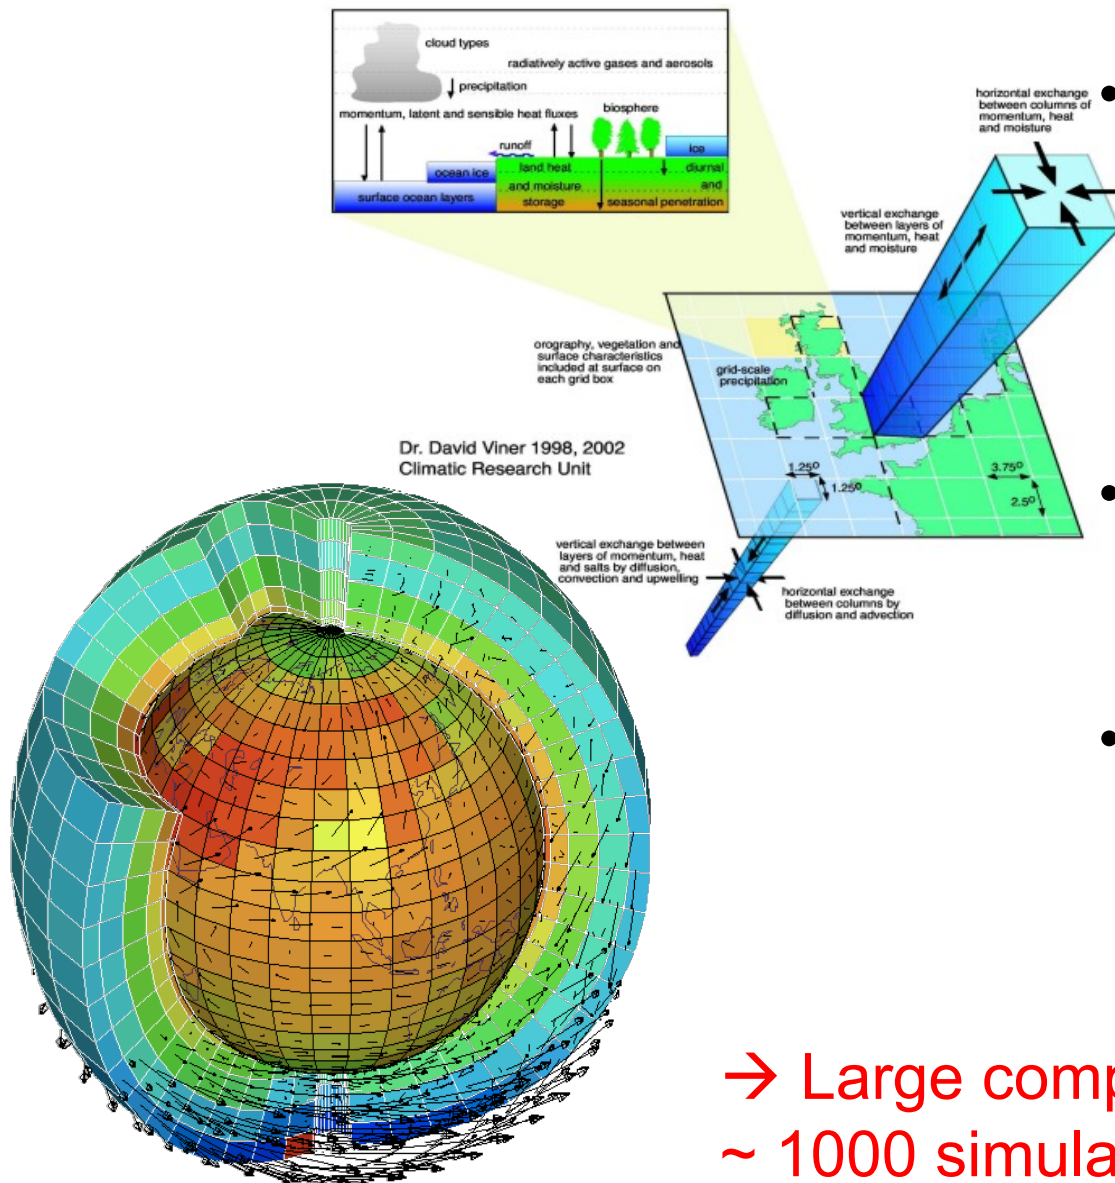 cloud types
radiatively active gases and aerosols
precipitation
momentum, latent and sensible heat fluxes
biosphere
runoff
ice
ocean ice
land heat
diurnal
and moisture
and
surface ocean layers
storage
seasonal penetration
horizontal exchange
between columns of
momentum, heat
and moisture
vertical exchange
between layers of
momentum, heat
and moisture
orography, vegetation and
surface characteristics
included at surface on
each grid box
grid-scale
precipitation
Dr. David Viner 1998, 2002
Climatic Research Unit
1.25°
1.25°
3.75°
2.5°
vertical exchange between
layers of momentum, heat
and salts by diffusion,
convection and upwelling
horizontal exchange
between columns by
diffusion and advection
→ Large comp
~ 1000 simula